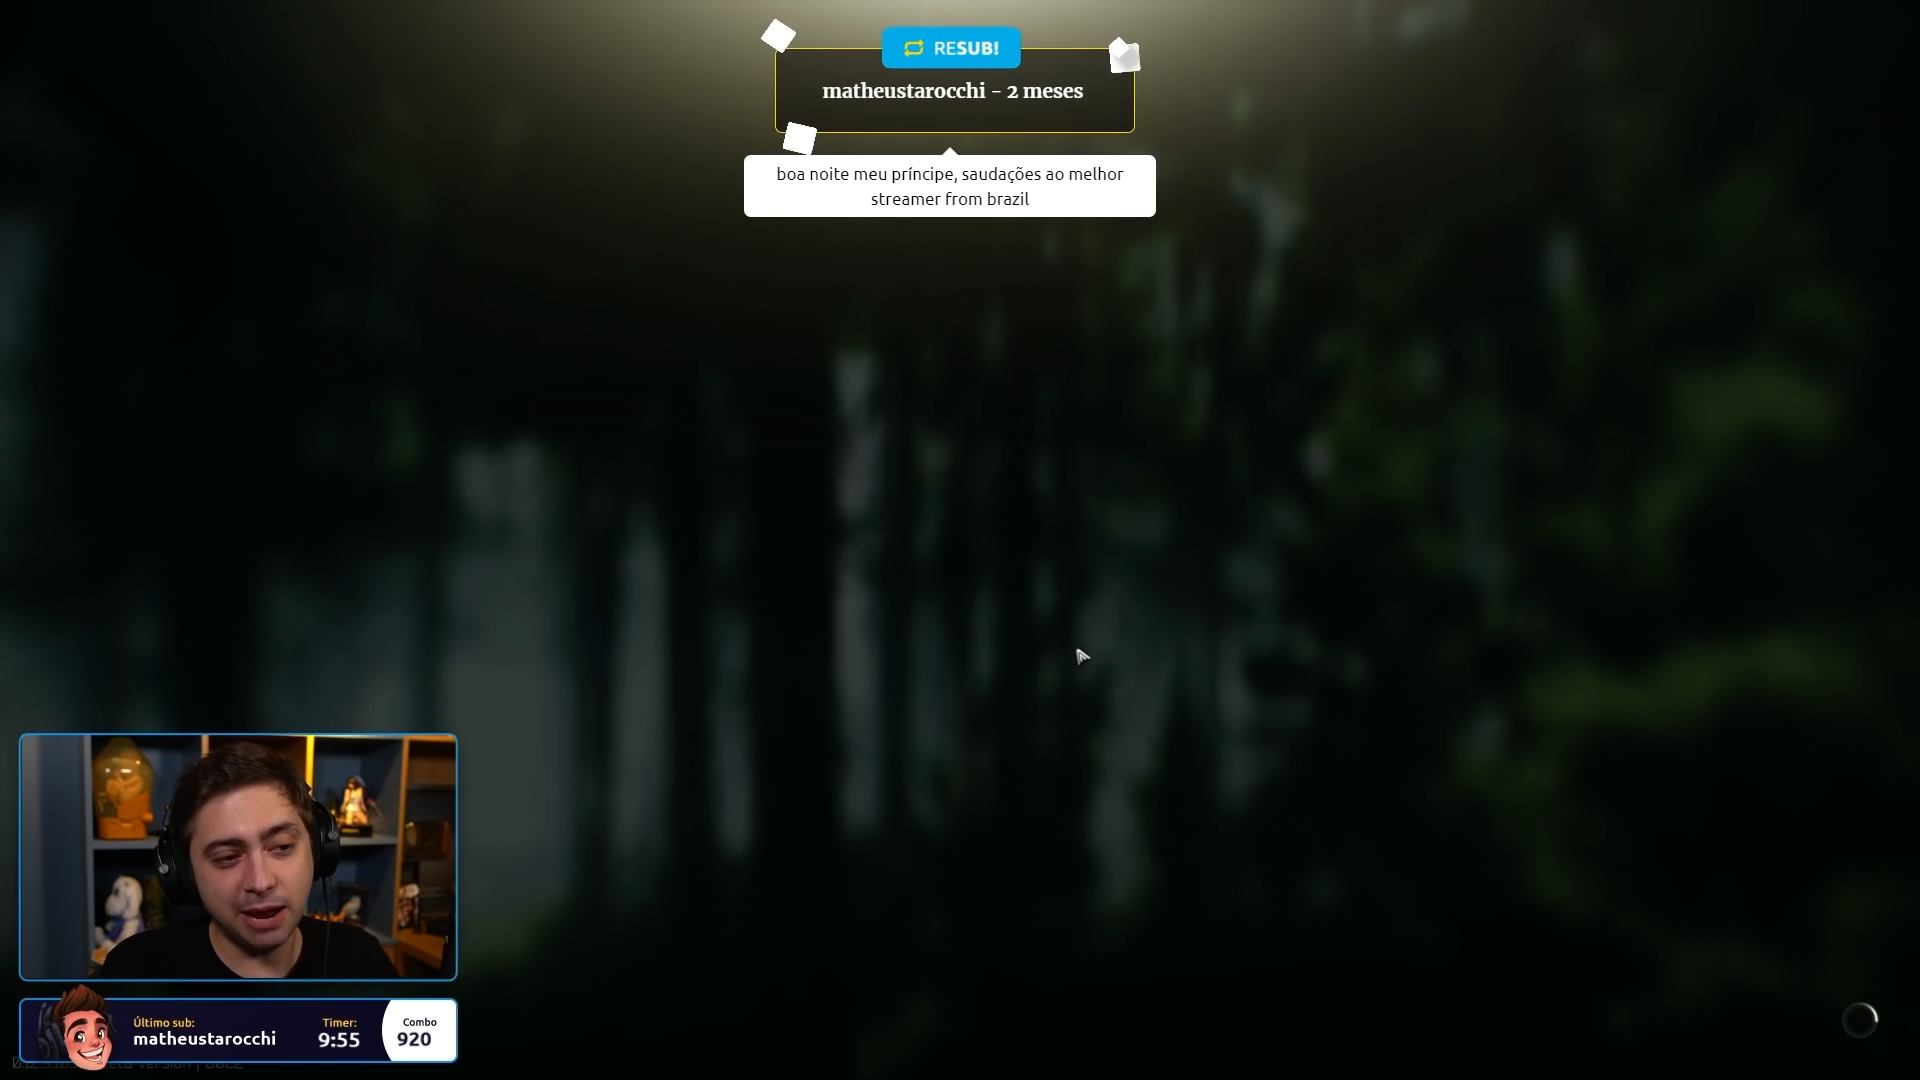 RESUB!
matheustarocchi - 2 meses
boa noite meu príncipe, saudações ao melhor
streamer from brazil
Último sub:
matheustarocchi
Timer:
9:55
Combo
920